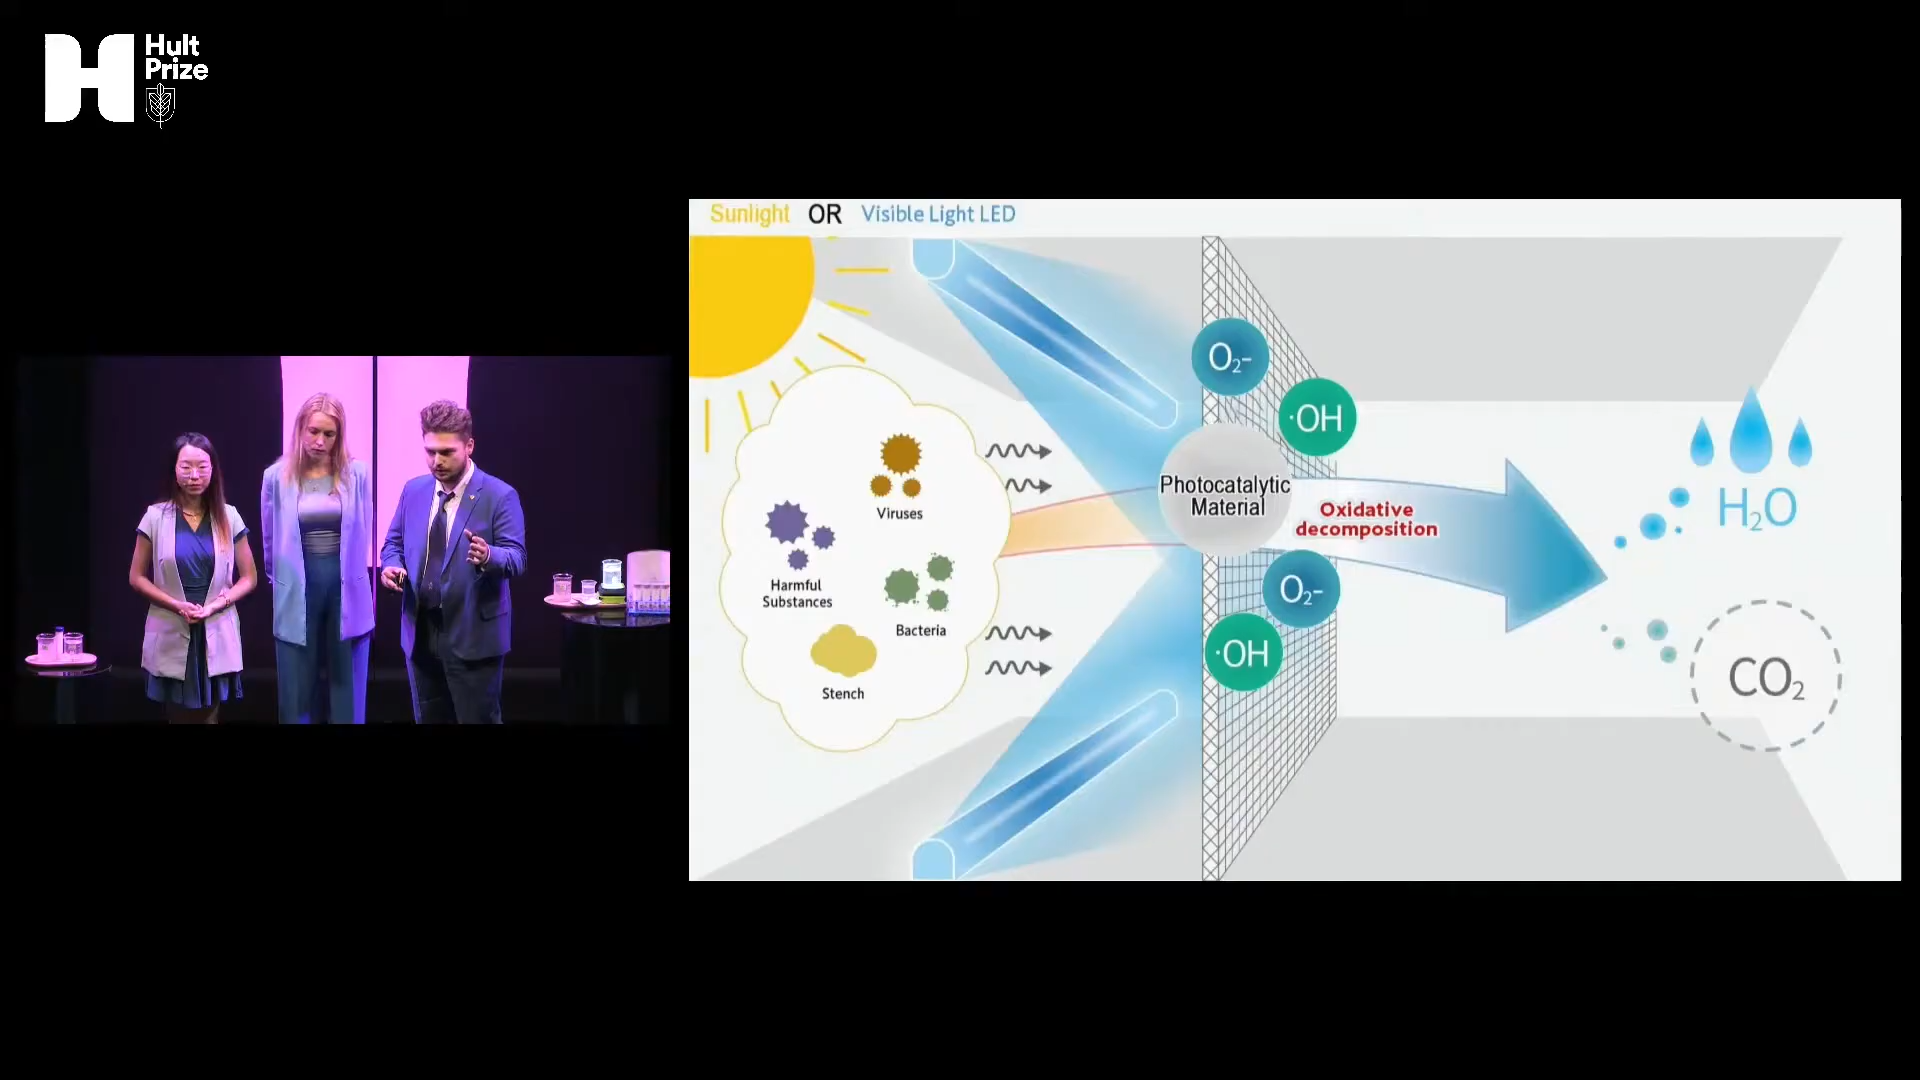 Hult
Prize
Sunlight OR Visible Light LED
O₂-
·OH
Viruses
Photocatalytic
Material
Oxidative
decomposition
H₂O
Harmful
Substances
Bacteria
O₂-
·OH
Stench
CO₂